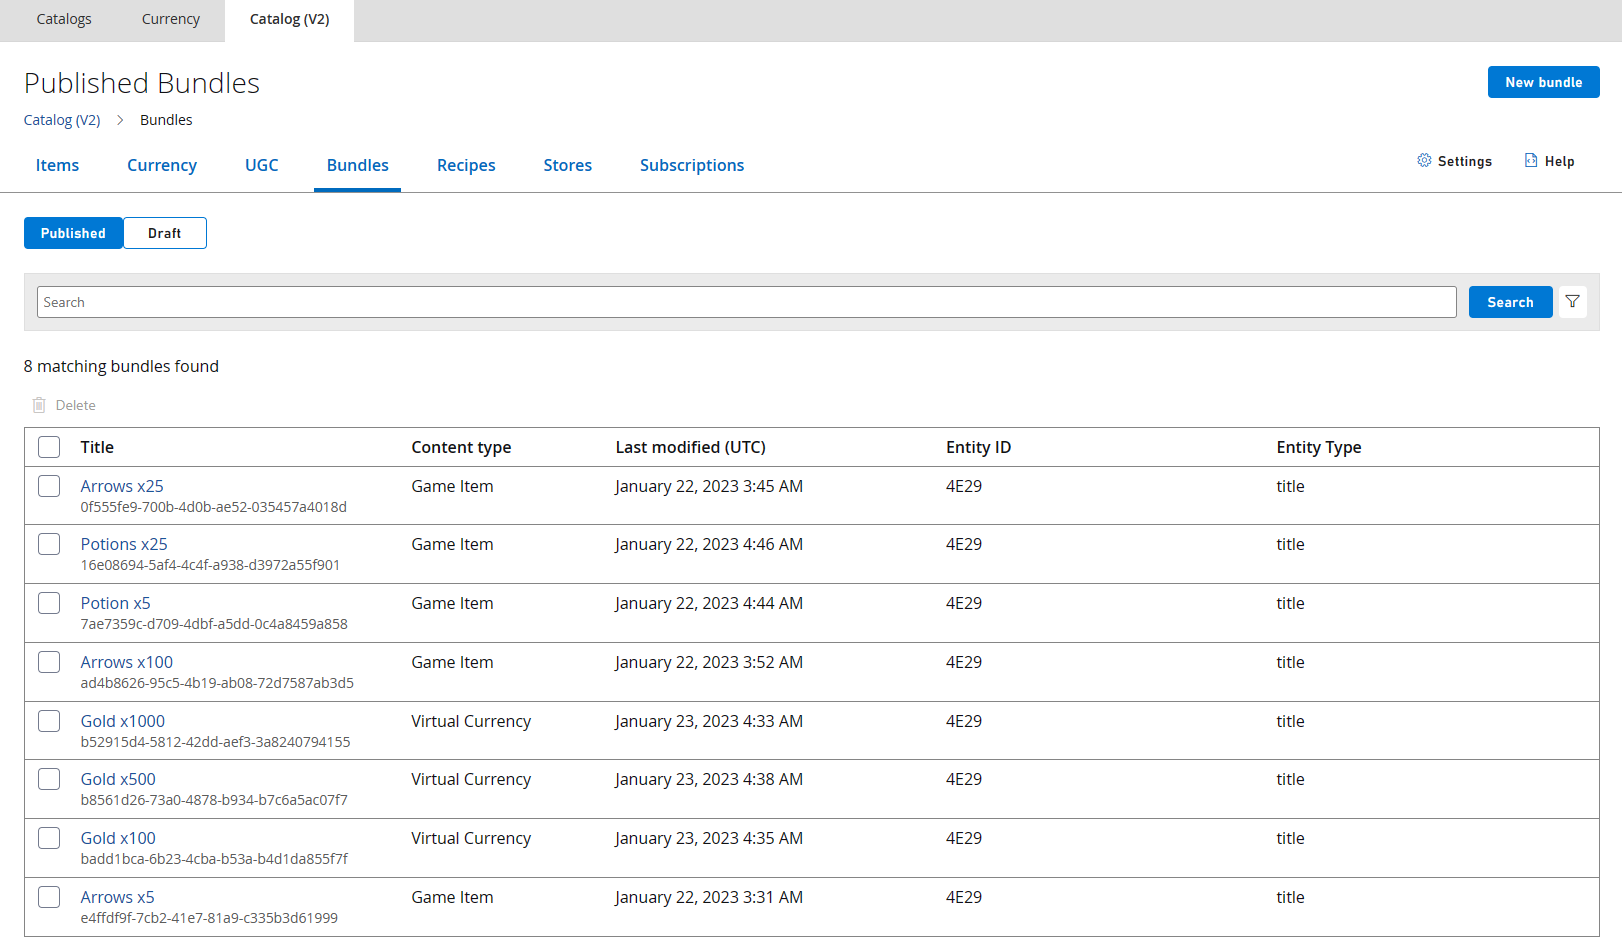 Catalogs Currency Catalog (V2)
Published Bundles
New bundle
Catalog (V2) > Bundles
Items Currency UGC Bundles Recipes Stores Subscriptions
Settings Help
Published Draft
Search Search
8 matching bundles found
Delete
Title Content type Last modified (UTC) Entity ID Entity Type
Arrows x25 Game Item January 22, 2023 3:45 AM 4E29 title
0f555fe9-700b-4d0b-ae52-035457a4018d
Potions x25 Game Item January 22, 2023 4:46 AM 4E29 title
16e08694-5af4-4c4f-a938-d3972a55f901
Potion x5 Game Item January 22, 2023 4:44 AM 4E29 title
7ae7359c-d709-4dbf-a5dd-0c4a8459a858
Arrows x100 Game Item January 22, 2023 3:52 AM 4E29 title
ad4b8626-95c5-4b19-ab08-72d7587ab3d5
Gold x1000 Virtual Currency January 23, 2023 4:33 AM 4E29 title
b52915d4-5812-42dd-aef3-3a8240794155
Gold x500 Virtual Currency January 23, 2023 4:38 AM 4E29 title
b8561d26-73a0-4878-b934-b7c6a5ac07f7
Gold x100 Virtual Currency January 23, 2023 4:35 AM 4E29 title
badd1bca-6b23-4cba-b53a-b4d1da855f7f
Arrows x5 Game Item January 22, 2023 3:31 AM 4E29 title
e4ffdf9f-7cb2-41e7-81a9-c335b3d61999